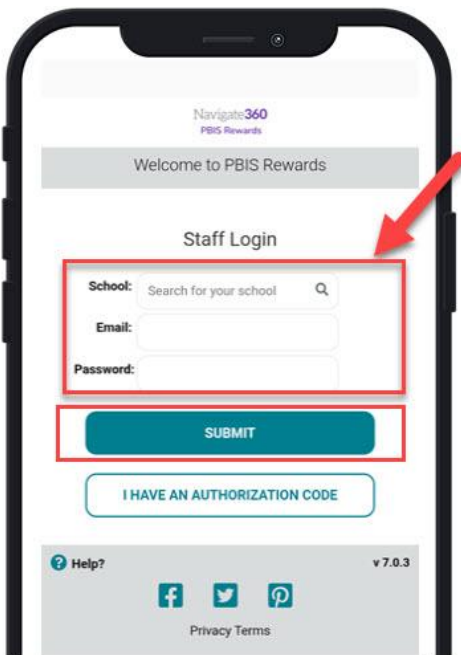 Navigate360
PBIS Rewards
Welcome to PBIS Rewards
Staff Login
School: Search for your school
Email:
Password:
SUBMIT
I HAVE AN AUTHORIZATION CODE
Help? v 7.0.3
Privacy Terms